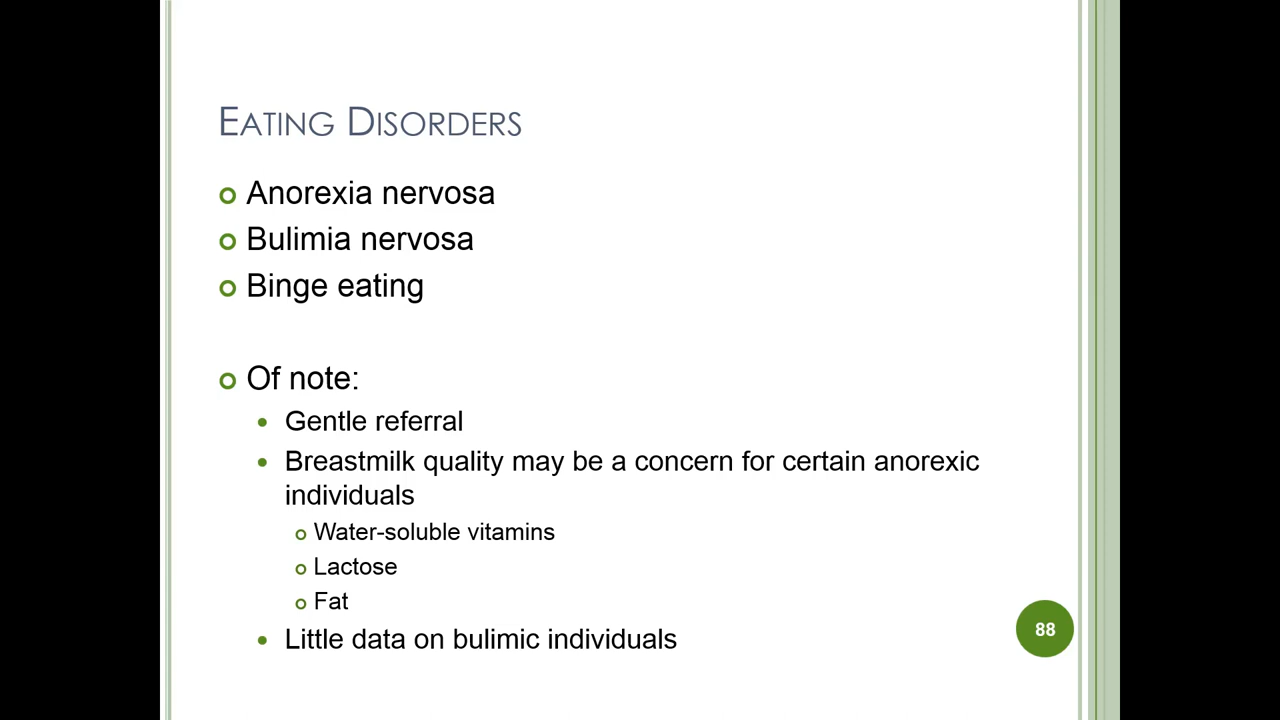 Eating Disorders
Anorexia nervosa
Bulimia nervosa
Binge eating
Of note:
Gentle referral
Breastmilk quality may be a concern for certain anorexic
individuals
Water-soluble vitamins
Lactose
Fat
Little data on bulimic individuals
88